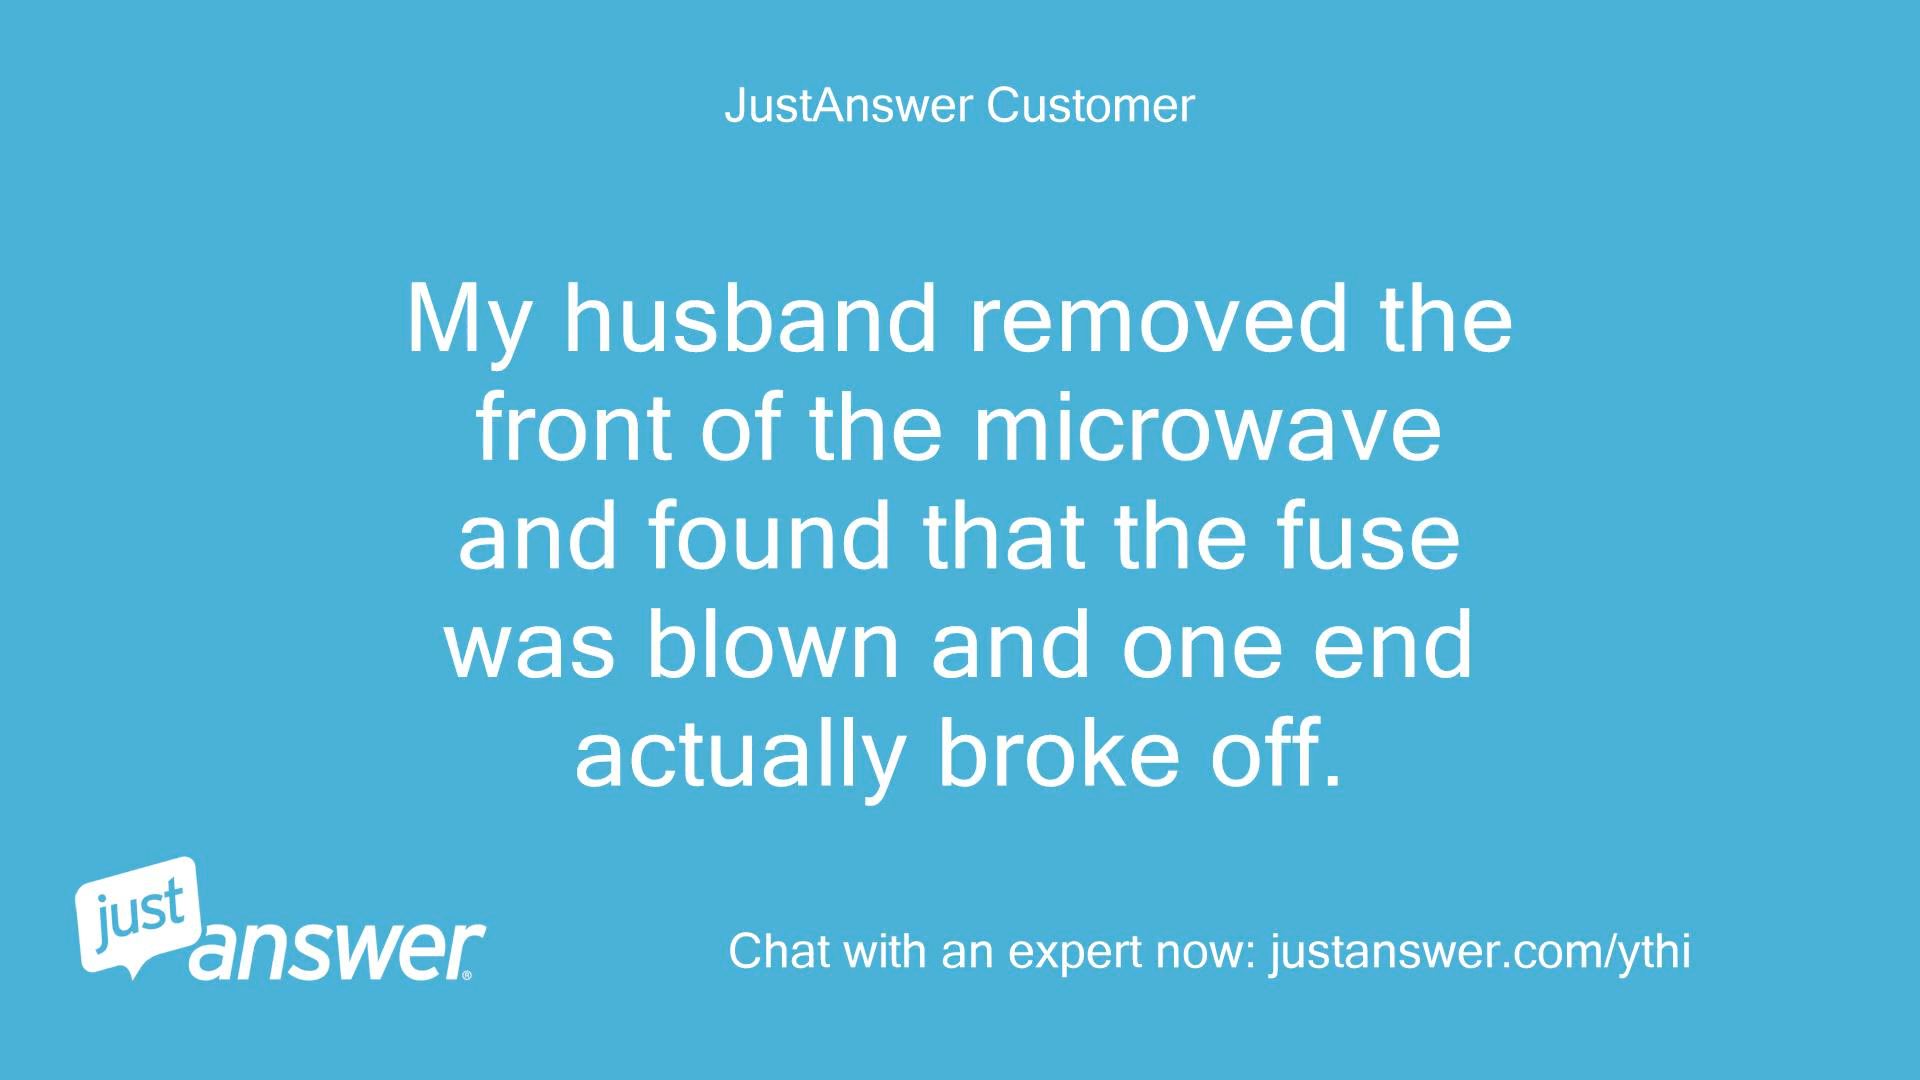 JustAnswer Customer
My husband removed the
front of the microwave
and found that the fuse
was blown and one end
actually broke off.
just
answer®
Chat with an expert now: justanswer.com/ythi